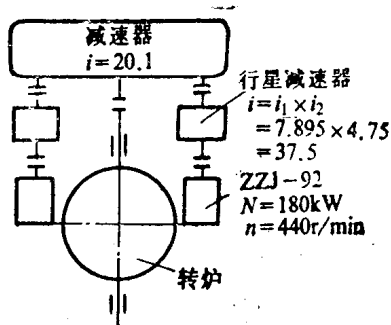 减速器
i=20.1
行星减速器
i=i₁×i₂
=7.895×4.75
=37.5
ZZJ-92
N=180kW
n=440r/min
转炉